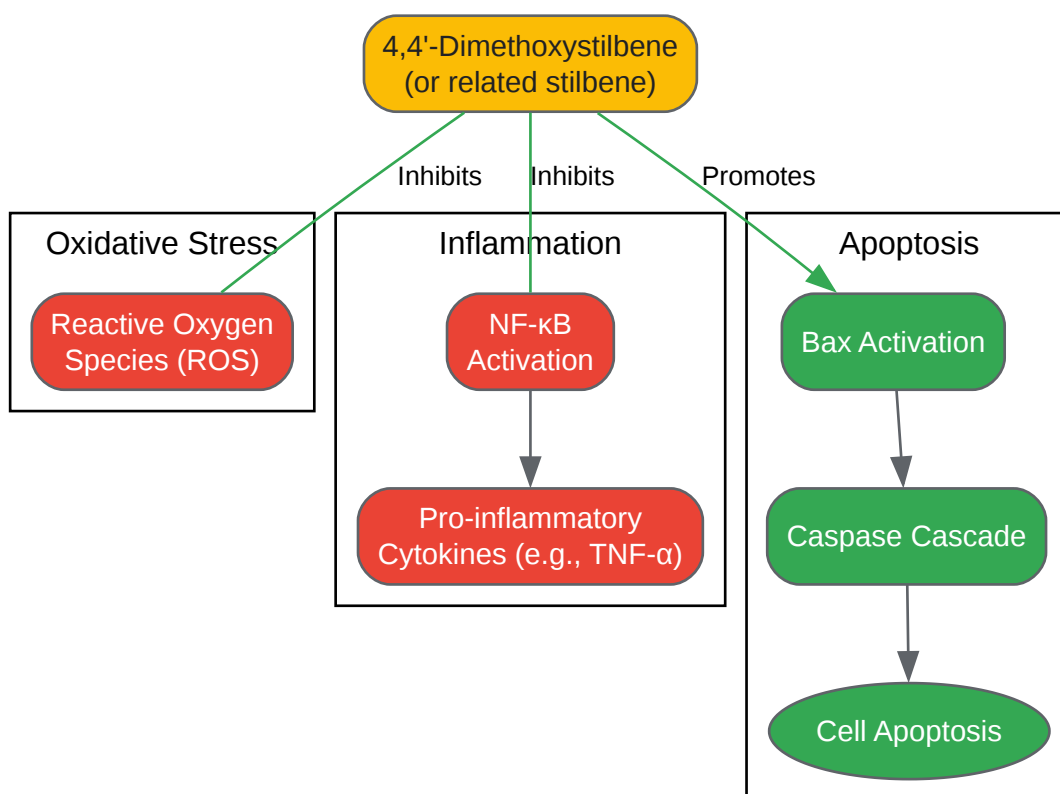 4,4'-Dimethoxystilbene
(or related stilbene)
Inhibits
Inhibits
Promotes
Oxidative Stress
Inflammation
Apoptosis
Reactive Oxygen
Species (ROS)
NF-κB
Activation
Bax Activation
Pro-inflammatory
Cytokines (e.g., TNF-α)
Caspase Cascade
Cell Apoptosis